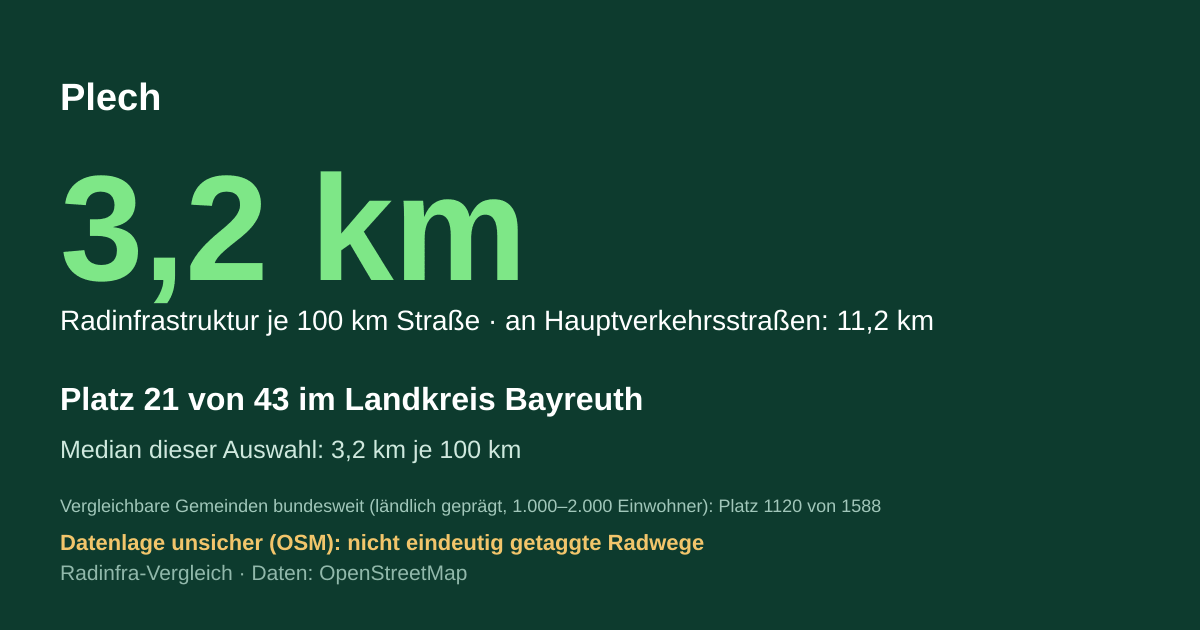 Plech
3,2 km
Radinfrastruktur je 100 km Straße · an Hauptverkehrsstraßen: 11,2 km
Platz 21 von 43 im Landkreis Bayreuth
Median dieser Auswahl: 3,2 km je 100 km
Vergleichbare Gemeinden bundesweit (ländlich geprägt, 1.000–2.000 Einwohner): Platz 1120 von 1588
Datenlage unsicher (OSM): nicht eindeutig getaggte Radwege
Radinfra-Vergleich · Daten: OpenStreetMap